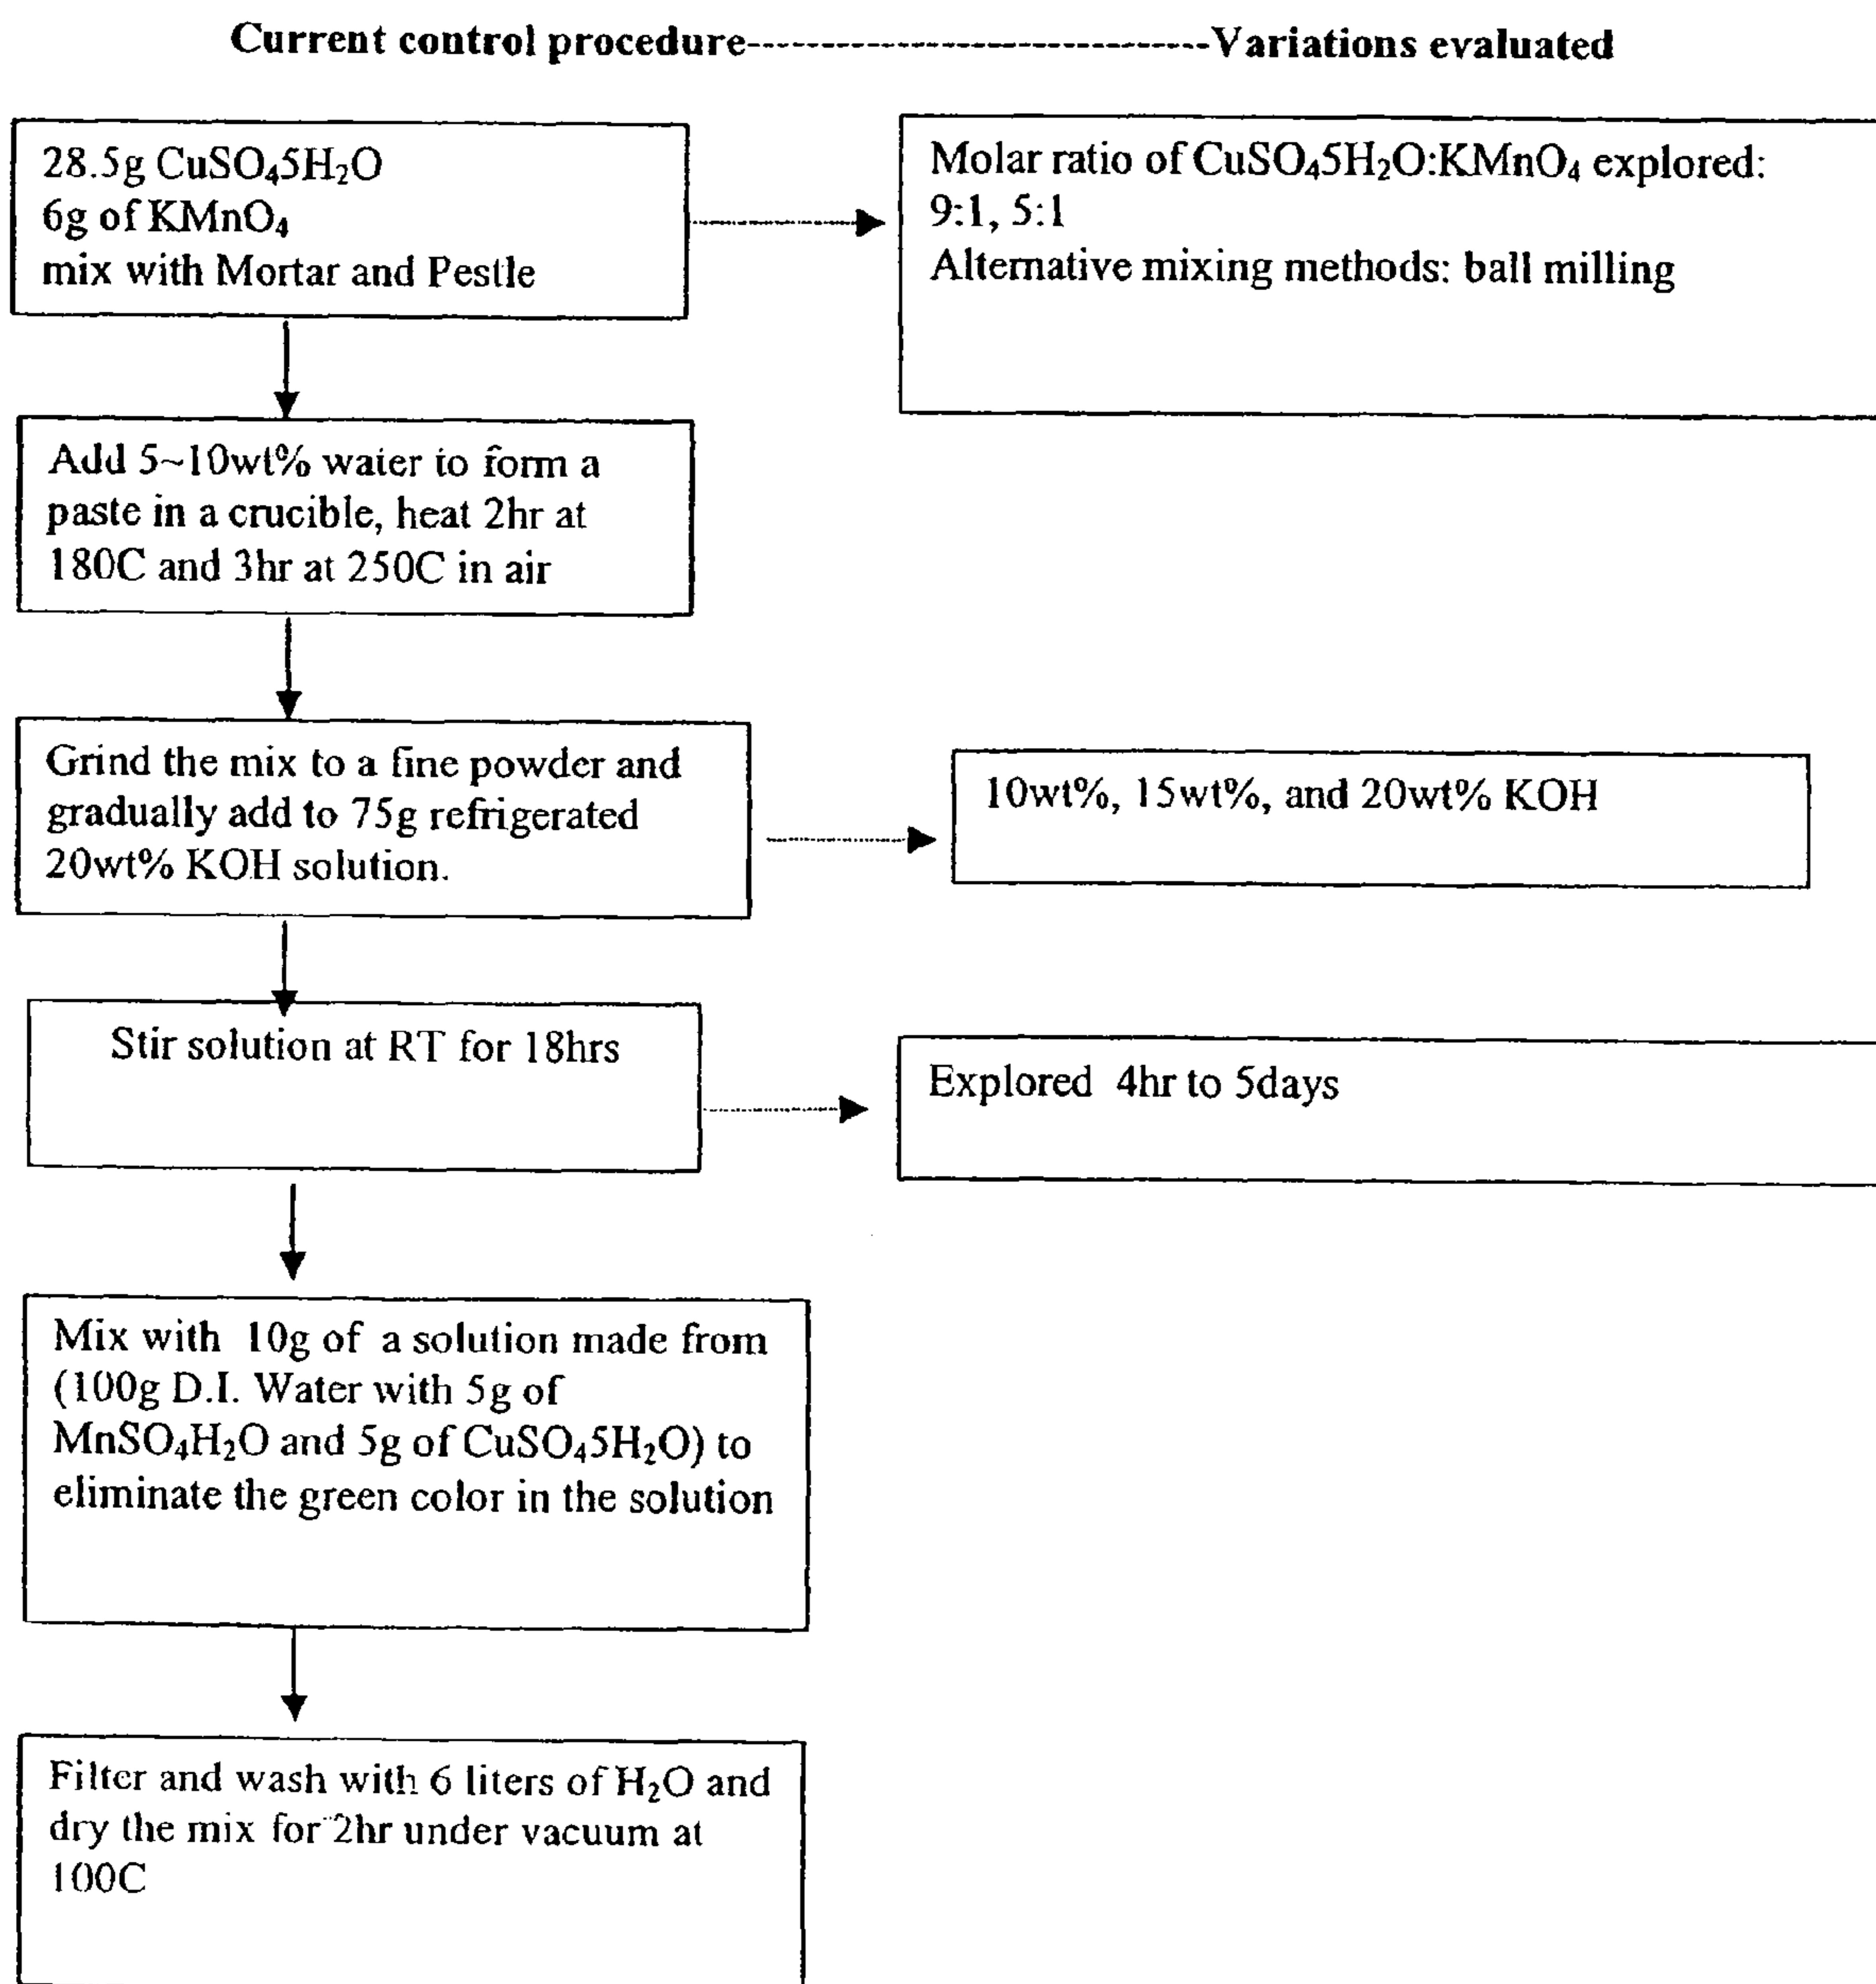 Current control procedure-----------------------------Variations evaluated
28.5g CuSO₄5H₂O
6g of KMnO₄
mix with Mortar and Pestle
Molar ratio of CuSO₄5H₂O:KMnO₄ explored:
9:1, 5:1
Alternative mixing methods: ball milling
Add 5~10wt% water to form a
paste in a crucible, heat 2hr at
180C and 3hr at 250C in air
Grind the mix to a fine powder and
gradually add to 75g refrigerated
20wt% KOH solution.
10wt%, 15wt%, and 20wt% KOH
Stir solution at RT for 18hrs
Explored 4hr to 5days
Mix with 10g of a solution made from
(100g D.I. Water with 5g of
MnSO₄H₂O and 5g of CuSO₄5H₂O) to
eliminate the green color in the solution
Filter and wash with 6 liters of H₂O and
dry the mix for 2hr under vacuum at
100C